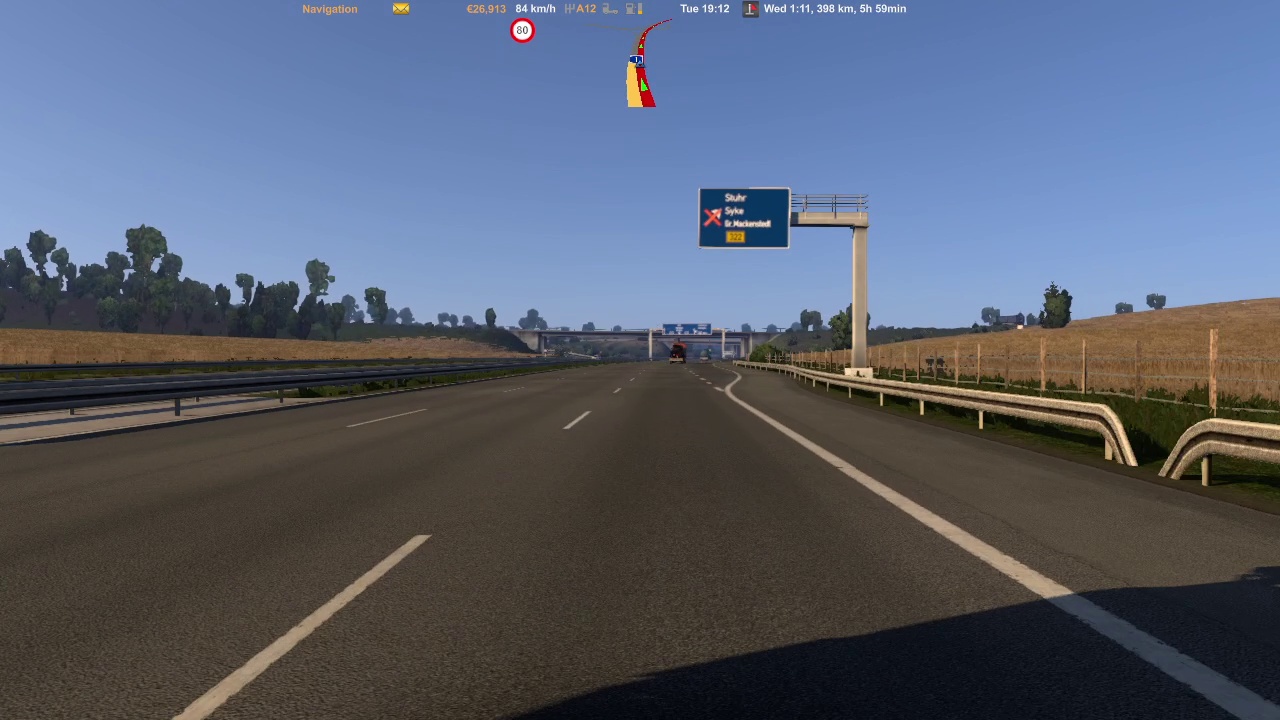 Navigation
€26,913
84 km/h
A12
Tue 19:12
Wed 1:11, 398 km, 5h 59min
80
Stuhr
Syke
Gr.Mackenstedt
322